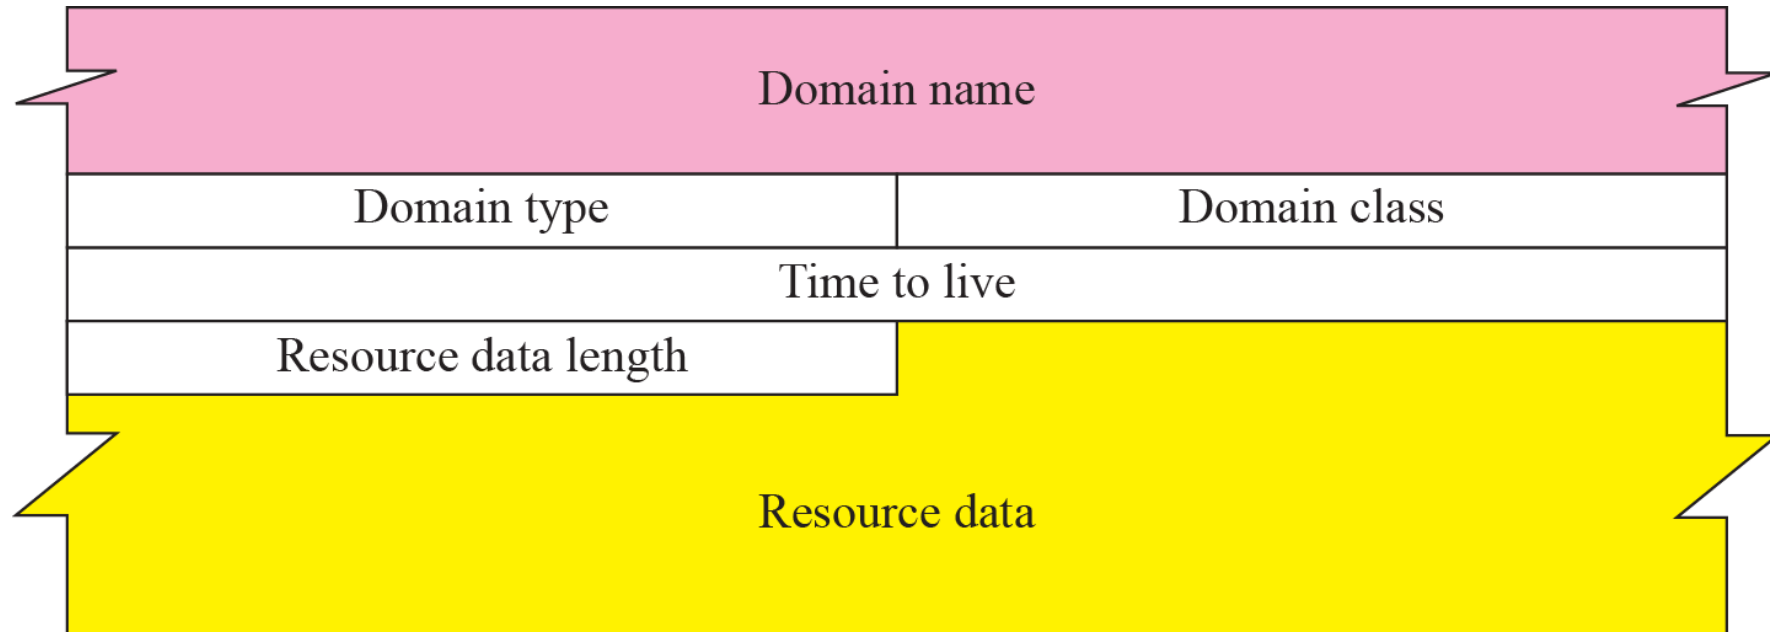 Domain name
Domain type
Domain class
Time to live
Resource data length
Resource data